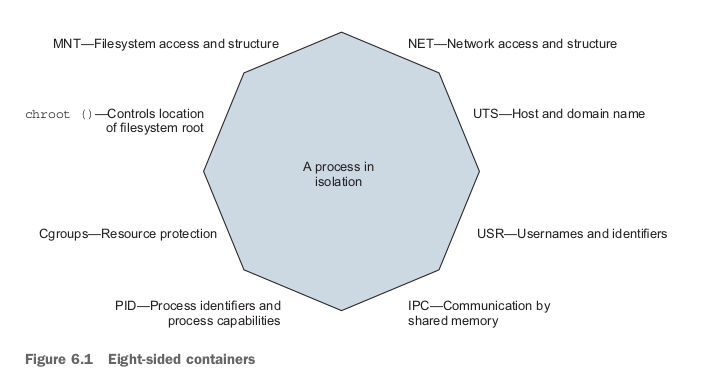 MNT—Filesystem access and structure
NET—Network access and structure
chroot ()—Controls location
of filesystem root
UTS—Host and domain name
A process in
isolation
Cgroups—Resource protection
USR—Usernames and identifiers
PID—Process identifiers and
process capabilities
IPC—Communication by
shared memory
Figure 6.1 Eight-sided containers